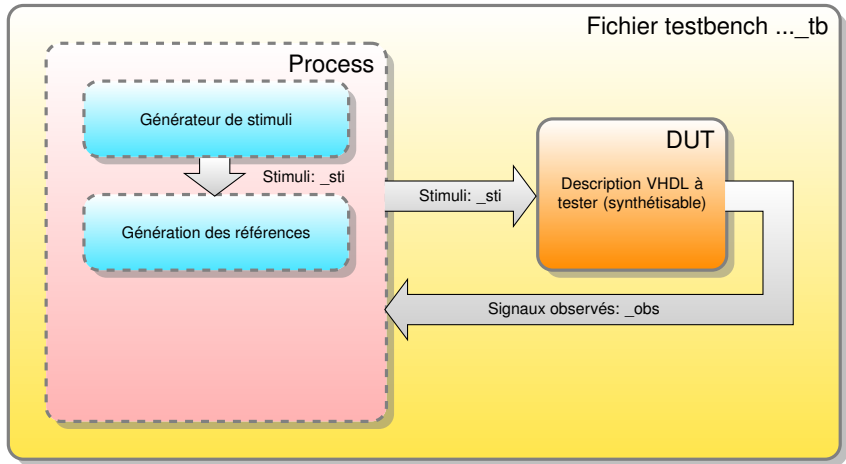 Fichier testbench ..._tb
Process
Générateur de stimuli
Stimuli: _sti
Génération des références
Stimuli: _sti
DUT
Description VHDL à
tester (synthétisable)
Signaux observés: _obs